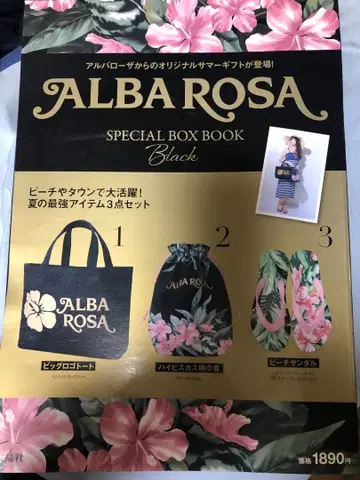 アルバローザからのオリジナルサマーギフトが登場!
ALBA ROSA
SPECIAL BOX BOOK
Black
ビーチやタウンで大活躍!
夏の最強アイテム3点セット
1
2
3
ALBA
ROSA
ALBA ROSA
ビッグロゴトート
ハイビスカス柄巾着
ビーチサンダル
価格1890円